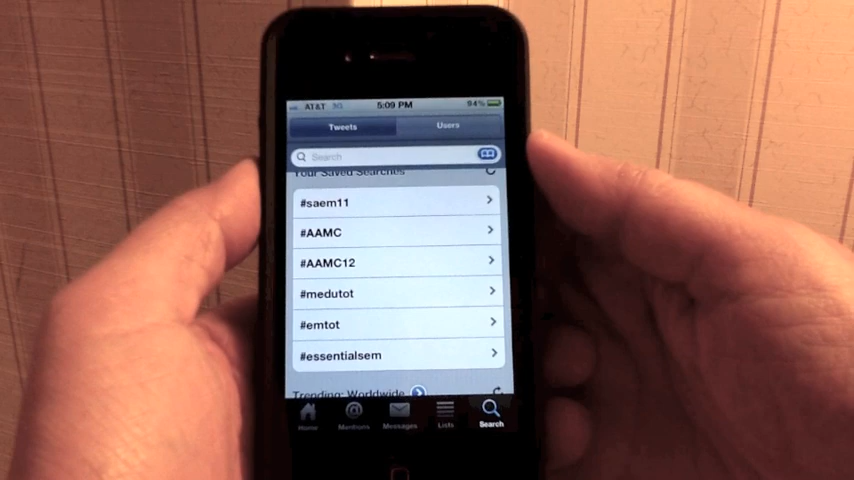 AT&T 3G 5:09 PM 94%
Tweets Users
Search
Your Saved Searches
#saem11
#AAMC
#AAMC12
#medutot
#emtot
#essentialsem
Trending: Worldwide
Home Mentions Messages Lists Search